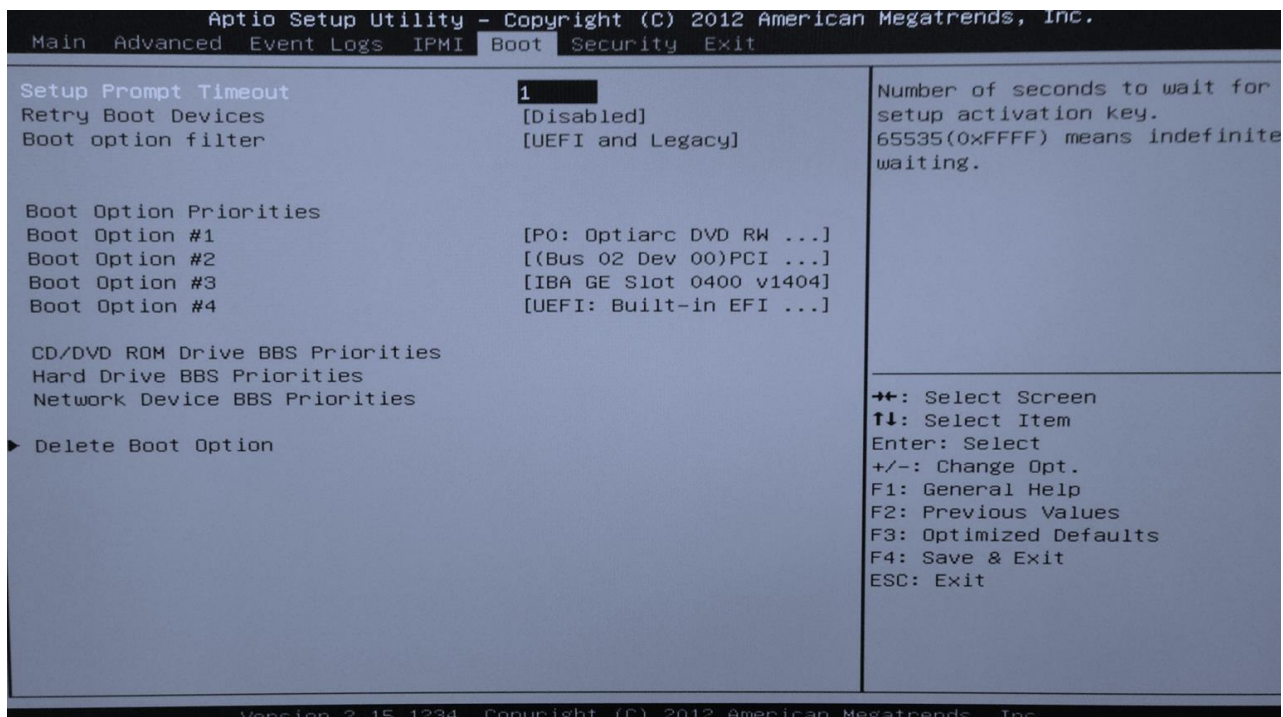 Aptio Setup Utility – Copyright (C) 2012 American Megatrends, Inc.
Main Advanced Event Logs IPMI Boot Security Exit
Setup Prompt Timeout 1
Retry Boot Devices [Disabled]
Boot option filter [UEFI and Legacy]
Boot Option Priorities
Boot Option #1 [P0: Optiarc DVD RW ...]
Boot Option #2 [(Bus 02 Dev 00)PCI ...]
Boot Option #3 [IBA GE Slot 0400 v1404]
Boot Option #4 [UEFI: Built-in EFI ...]
CD/DVD ROM Drive BBS Priorities
Hard Drive BBS Priorities
Network Device BBS Priorities
▶ Delete Boot Option
Number of seconds to wait for
setup activation key.
65535(0xFFFF) means indefinite
waiting.
→←: Select Screen
↑↓: Select Item
Enter: Select
+/-: Change Opt.
F1: General Help
F2: Previous Values
F3: Optimized Defaults
F4: Save & Exit
ESC: Exit
Version 2.15.1234. Copyright (C) 2012 American Megatrends, Inc.